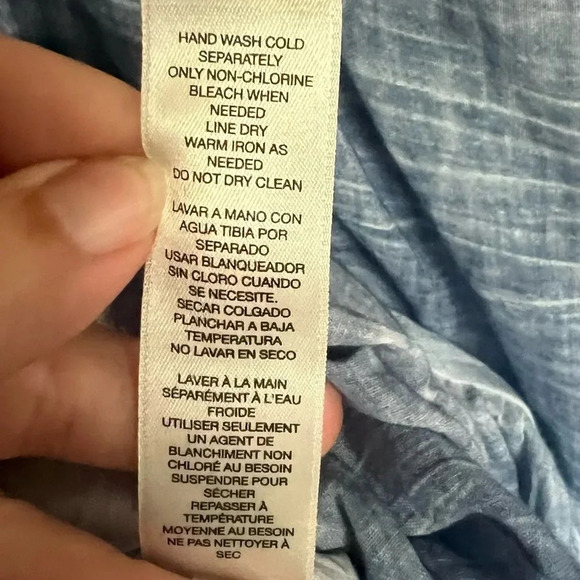 HAND WASH COLD
SEPARATELY
ONLY NON-CHLORINE
BLEACH WHEN
NEEDED
LINE DRY
WARM IRON AS
NEEDED
DO NOT DRY CLEAN
LAVAR A MANO CON
AGUA TIBIA POR
SEPARADO
USAR BLANQUEADOR
SIN CLORO CUANDO
SE NECESITE.
SECAR COLGADO
PLANCHAR A BAJA
TEMPERATURA
NO LAVAR EN SECO
LAVER À LA MAIN
SÉPARÉMENT À L'EAU
FROIDE
UTILISER SEULEMENT
UN AGENT DE
BLANCHIMENT NON
CHLORÉ AU BESOIN
SUSPENDRE POUR
SÉCHER
REPASSER À
TEMPÉRATURE
MOYENNE AU BESOIN
NE PAS NETTOYER À
SEC